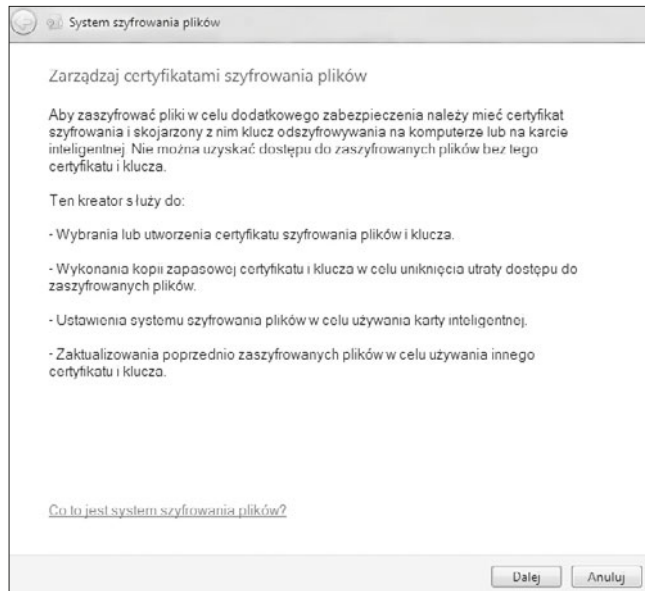 System szyfrowania plików
Zarządzaj certyfikatami szyfrowania plików
Aby zaszyfrować pliki w celu dodatkowego zabezpieczenia należy mieć certyfikat
szyfrowania i skojarzony z nim klucz odszyfrowywania na komputerze lub na karcie
inteligentnej. Nie można uzyskać dostępu do zaszyfrowanych plików bez tego
certyfikatu i klucza.
Ten kreator służy do:
- Wybrania lub utworzenia certyfikatu szyfrowania plików i klucza.
- Wykonania kopii zapasowej certyfikatu i klucza w celu uniknięcia utraty dostępu do
zaszyfrowanych plików.
- Ustawienia systemu szyfrowania plików w celu używania karty inteligentnej.
- Zaktualizowania poprzednio zaszyfrowanych plików w celu używania innego
certyfikatu i klucza.
Co to jest system szyfrowania plików?
Dalej Anuluj